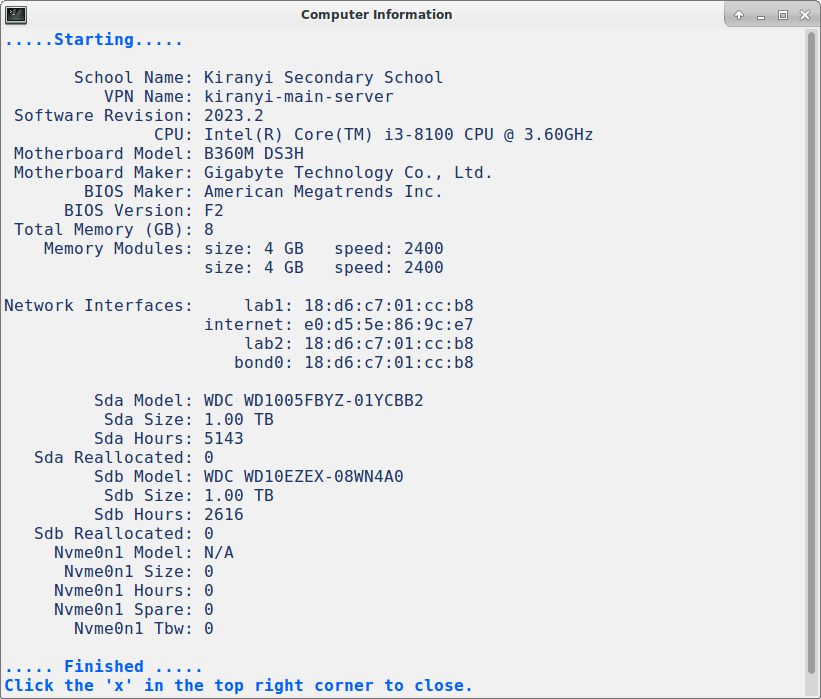 Computer Information
.....Starting.....
School Name: Kiranyi Secondary School
VPN Name: kiranyi-main-server
Software Revision: 2023.2
CPU: Intel(R) Core(TM) i3-8100 CPU @ 3.60GHz
Motherboard Model: B360M DS3H
Motherboard Maker: Gigabyte Technology Co., Ltd.
BIOS Maker: American Megatrends Inc.
BIOS Version: F2
Total Memory (GB): 8
Memory Modules: size: 4 GB   speed: 2400
size: 4 GB   speed: 2400
Network Interfaces:     lab1: 18:d6:c7:01:cc:b8
internet: e0:d5:5e:86:9c:e7
lab2: 18:d6:c7:01:cc:b8
bond0: 18:d6:c7:01:cc:b8
Sda Model: WDC WD1005FBYZ-01YCBB2
Sda Size: 1.00 TB
Sda Hours: 5143
Sda Reallocated: 0
Sdb Model: WDC WD10EZEX-08WN4A0
Sdb Size: 1.00 TB
Sdb Hours: 2616
Sdb Reallocated: 0
Nvme0n1 Model: N/A
Nvme0n1 Size: 0
Nvme0n1 Hours: 0
Nvme0n1 Spare: 0
Nvme0n1 Tbw: 0
..... Finished .....
Click the 'x' in the top right corner to close.